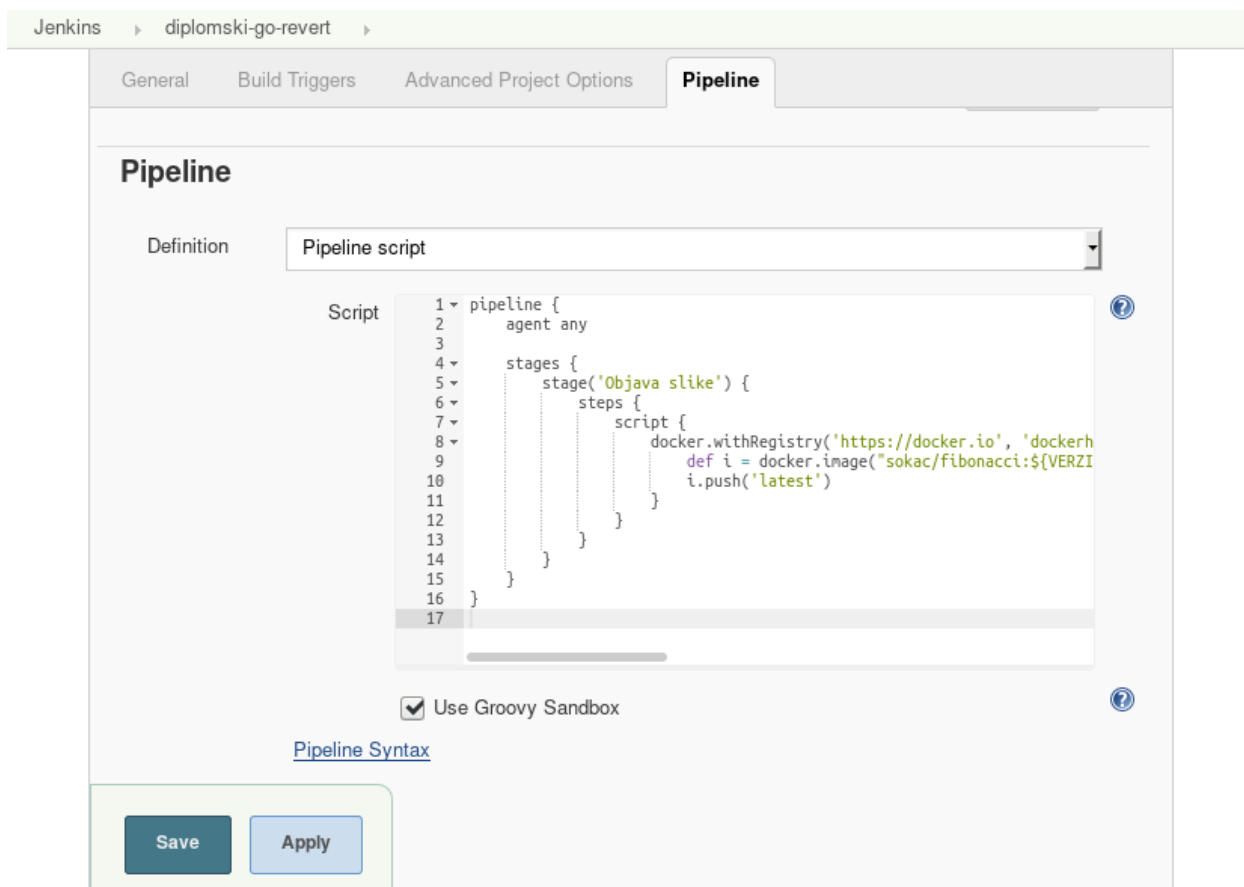 Jenkins diplomski-go-revert
General Build Triggers Advanced Project Options Pipeline
Pipeline
Definition Pipeline script
Script
1 pipeline {
2     agent any
3
4     stages {
5         stage('Objava slike') {
6             steps {
7                 script {
8                     docker.withRegistry('https://docker.io', 'dockerh
9                         def i = docker.image("sokac/fibonacci:${VERZI
10                         i.push('latest')
11                     }
12                 }
13             }
14         }
15     }
16 }
17
Use Groovy Sandbox
Pipeline Syntax
Save Apply